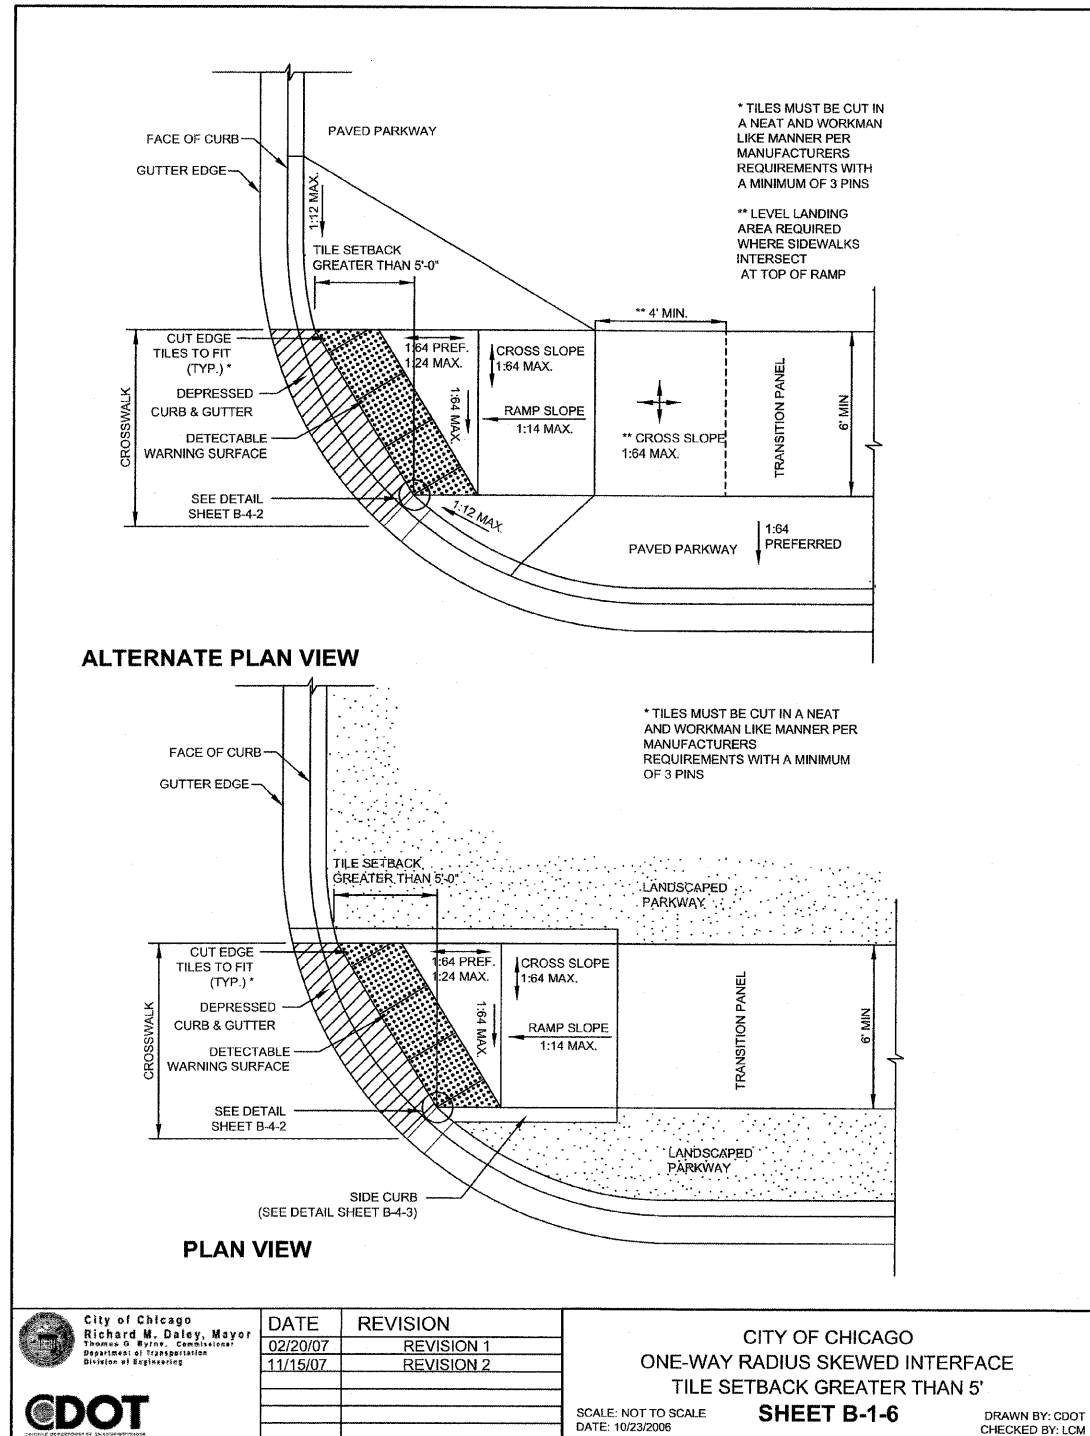 PAVED PARKWAY
FACE OF CURB
GUTTER EDGE
1:12 MAX.
TILE SETBACK
GREATER THAN 5'-0"
* TILES MUST BE CUT IN
A NEAT AND WORKMAN
LIKE MANNER PER
MANUFACTURERS
REQUIREMENTS WITH
A MINIMUM OF 3 PINS
** LEVEL LANDING
AREA REQUIRED
WHERE SIDEWALKS
INTERSECT
AT TOP OF RAMP
** 4' MIN.
CROSSWALK
CUT EDGE
TILES TO FIT
(TYP.) *
DEPRESSED
CURB & GUTTER
DETECTABLE
WARNING SURFACE
SEE DETAIL
SHEET B-4-2
1:64 PREF.
1:24 MAX.
1:64 MAX.
CROSS SLOPE
1:64 MAX.
RAMP SLOPE
1:14 MAX.
** CROSS SLOPE
1:64 MAX.
TRANSITION PANEL
6' MIN
1:12 MAX.
PAVED PARKWAY
1:64
PREFERRED
ALTERNATE PLAN VIEW
* TILES MUST BE CUT IN A NEAT
AND WORKMAN LIKE MANNER PER
MANUFACTURERS
REQUIREMENTS WITH A MINIMUM
OF 3 PINS
FACE OF CURB
GUTTER EDGE
TILE SETBACK
GREATER THAN 5'-0"
LANDSCAPED
PARKWAY
CROSSWALK
CUT EDGE
TILES TO FIT
(TYP.) *
DEPRESSED
CURB & GUTTER
DETECTABLE
WARNING SURFACE
SEE DETAIL
SHEET B-4-2
1:64 PREF.
1:24 MAX.
1:64 MAX.
CROSS SLOPE
1:64 MAX.
RAMP SLOPE
1:14 MAX.
TRANSITION PANEL
6' MIN
LANDSCAPED
PARKWAY
SIDE CURB
(SEE DETAIL SHEET B-4-3)
PLAN VIEW
City of Chicago
Richard M. Daley, Mayor
Thomas G. Byrne, Commissioner
Department of Transportation
Division of Engineering
CDOT
CHICAGO DEPARTMENT OF TRANSPORTATION
DATE REVISION
02/20/07 REVISION 1
11/15/07 REVISION 2
CITY OF CHICAGO
ONE-WAY RADIUS SKEWED INTERFACE
TILE SETBACK GREATER THAN 5'
SHEET B-1-6
SCALE: NOT TO SCALE
DATE: 10/23/2006
DRAWN BY: CDOT
CHECKED BY: LCM